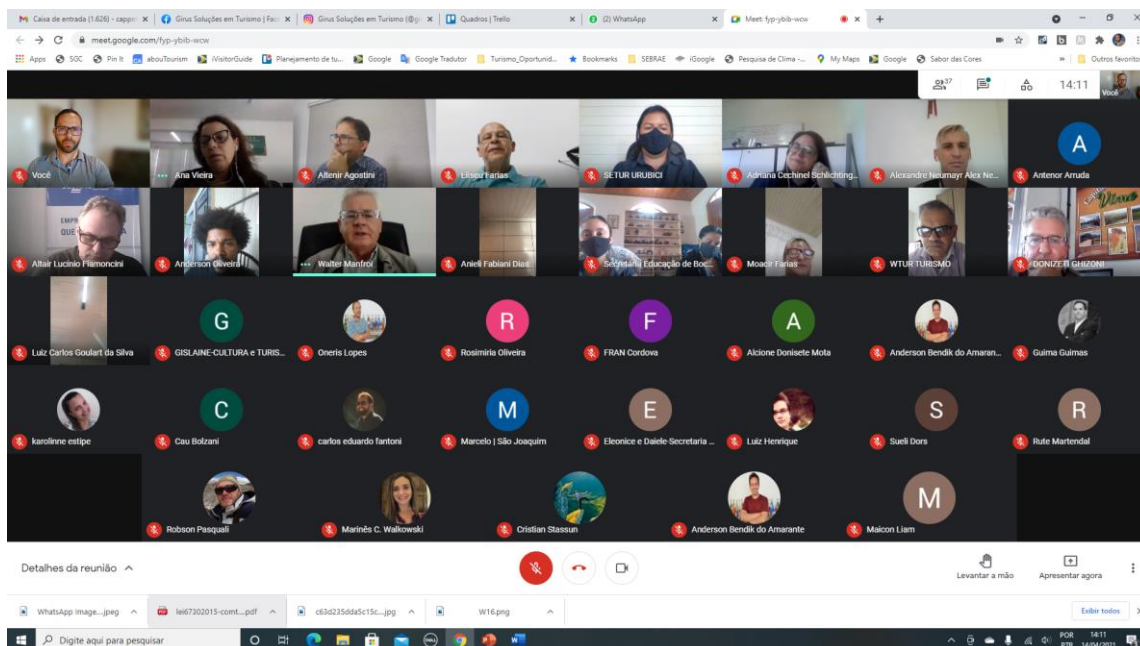 Caixa de entrada (1.626) - cappm
Girus Soluções em Turismo | Fac
Girus Soluções em Turismo (@gi
Quadros | Trello
(2) WhatsApp
Meet: fyp-ybib-wcw
meet.google.com/fyp-ybib-wcw
Apps SGC Pin It abouTourism iVisitorGuide Planejamento de tu... Google Google Tradutor Turismo_Oportunid... Bookmarks SEBRAE iGoogle Pesquisa de Clima -... My Maps Google Sabor das Cores » Outros favoritos
37 14:11 Você
Você
Ana Vieira
Altenir Agostini
Eliseu Farias
SETUR URUBICI
Adriana Cechinel Schlichting...
Alexandre Neumayr Alex Ne...
A
Antenor Arruda
Altair Lucinio Fiamoncini
Anderson Oliveira
Walter Manfroi
Anieli Fabiani Dias
Secretaria Educação de Boc...
Moacir Farias
WTUR TURISMO
DONIZETI GHIZONI
Luiz Carlos Goulart da Silva
G
GISLAINE-CULTURA e TURIS...
Oneris Lopes
R
Rosimiria Oliveira
F
FRAN Cordova
A
Alcione Donisete Mota
Anderson Bendik do Amaran...
Guima Guimas
karolinne estipe
C
Cau Bolzani
carlos eduardo fantoni
M
Marcelo | São Joaquim
E
Eleonice e Daiele-Secretaria ...
Luiz Henrique
S
Sueli Dors
R
Rute Martendal
Robson Pasquali
Marinês C. Walkowski
Cristian Stassun
Anderson Bendik do Amarante
M
Maicon Liam
Detalhes da reunião
Levantar a mão
Apresentar agora
WhatsApp Image...jpeg
lei67302015-comt...pdf
c63d235dda5c15c...jpg
W16.png
Exibir todos
Digite aqui para pesquisar
POR 14:11
PTB 14/04/2021